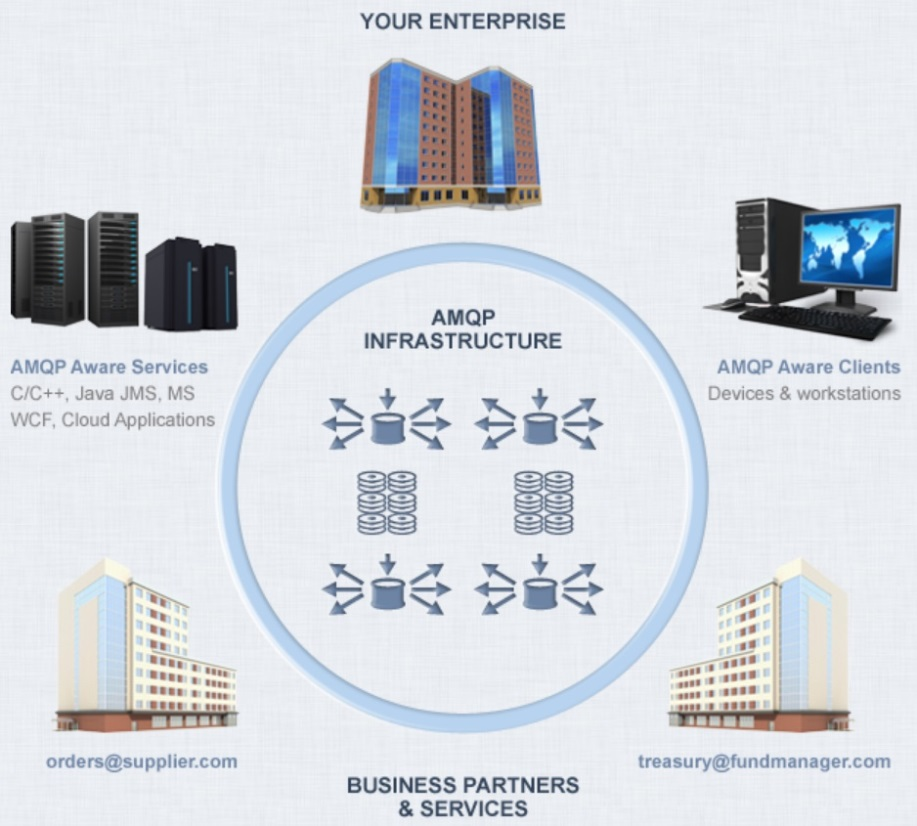 YOUR ENTERPRISE
AMQP
INFRASTRUCTURE
AMQP Aware Services
C/C++, Java JMS, MS
WCF, Cloud Applications
AMQP Aware Clients
Devices & workstations
orders@supplier.com
treasury@fundmanager.com
BUSINESS PARTNERS
& SERVICES